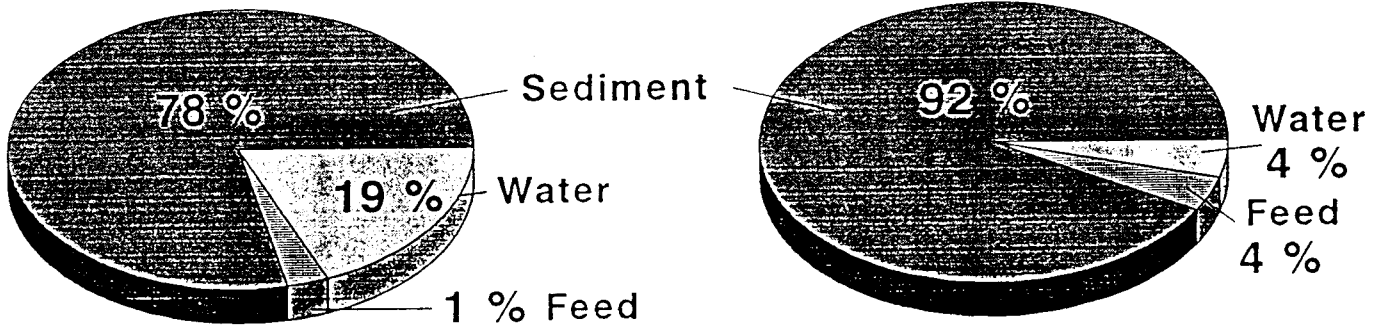 78 %
Sediment
19 %
Water
1 % Feed
92 %
Water
4 %
Feed
4 %